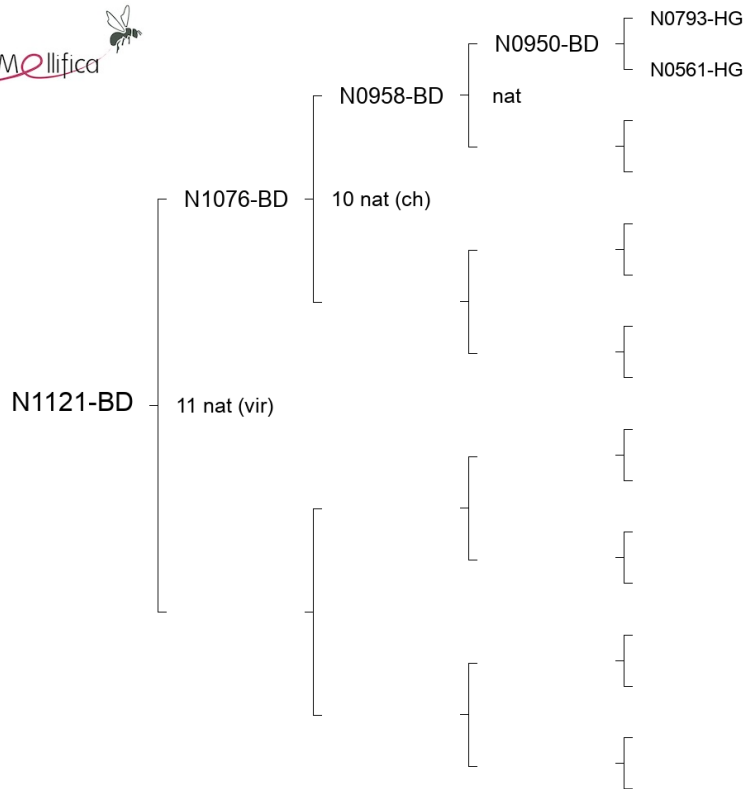 Mellifica
N0793-HG
N0950-BD
N0561-HG
N0958-BD
nat
N1076-BD
10 nat (ch)
N1121-BD
11 nat (vir)